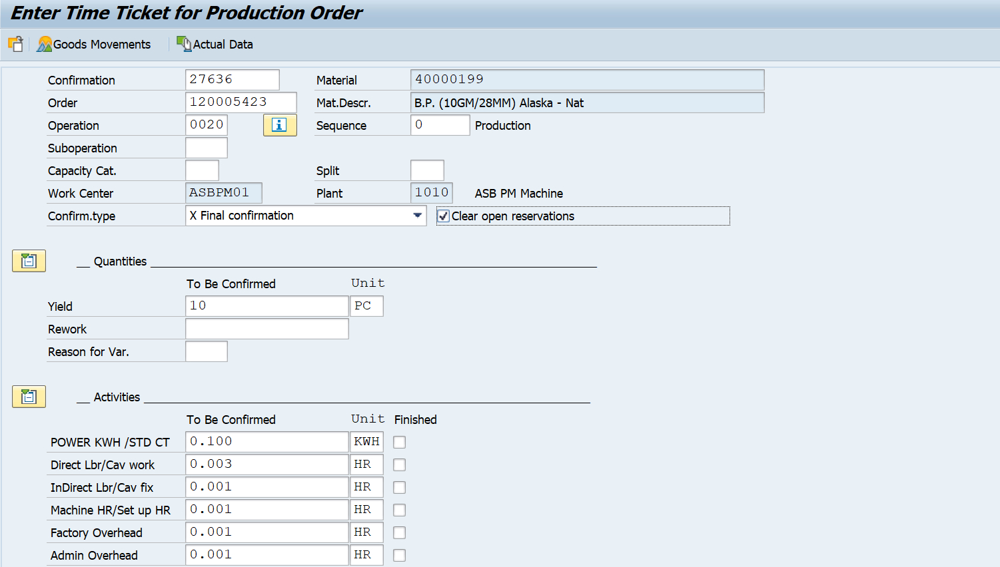 Enter Time Ticket for Production Order
Goods Movements Actual Data
Confirmation 27636 Material 40000199
Order 120005423 Mat.Descr. B.P. (10GM/28MM) Alaska - Nat
Operation 0020 Sequence 0 Production
Suboperation
Capacity Cat. Split
Work Center ASBPM01 Plant 1010 ASB PM Machine
Confirm.type X Final confirmation Clear open reservations
Quantities
To Be Confirmed Unit
Yield 10 PC
Rework
Reason for Var.
Activities
To Be Confirmed Unit Finished
POWER KWH /STD CT 0.100 KWH
Direct Lbr/Cav work 0.003 HR
InDirect Lbr/Cav fix 0.001 HR
Machine HR/Set up HR 0.001 HR
Factory Overhead 0.001 HR
Admin Overhead 0.001 HR